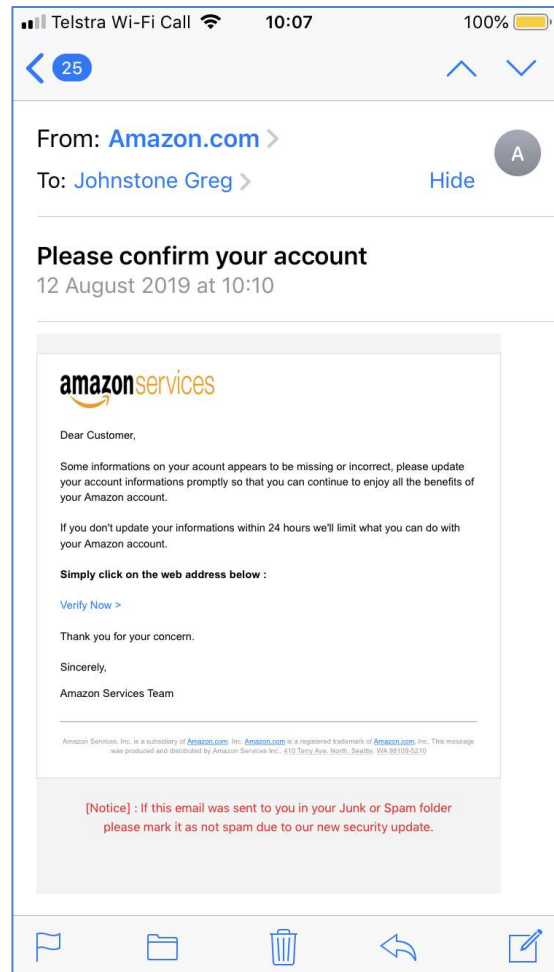 Telstra Wi-Fi Call 10:07 100%
25
From: Amazon.com >
A
To: Johnstone Greg > Hide
Please confirm your account
12 August 2019 at 10:10
amazonservices
Dear Customer,
Some informations on your acount appears to be missing or incorrect, please update
your account informations promptly so that you can continue to enjoy all the benefits of
your Amazon account.
If you don't update your informations within 24 hours we'll limit what you can do with
your Amazon account.
Simply click on the web address below :
Verify Now >
Thank you for your concern.
Sincerely,
Amazon Services Team
Amazon Services, Inc. is a subsidiary of Amazon.com, Inc. Amazon.com is a registered trademark of Amazon.com, Inc. This message
was produced and distributed by Amazon Services Inc., 410 Terry Ave. North, Seattle, WA 98109-5210
[Notice] : If this email was sent to you in your Junk or Spam folder
please mark it as not spam due to our new security update.